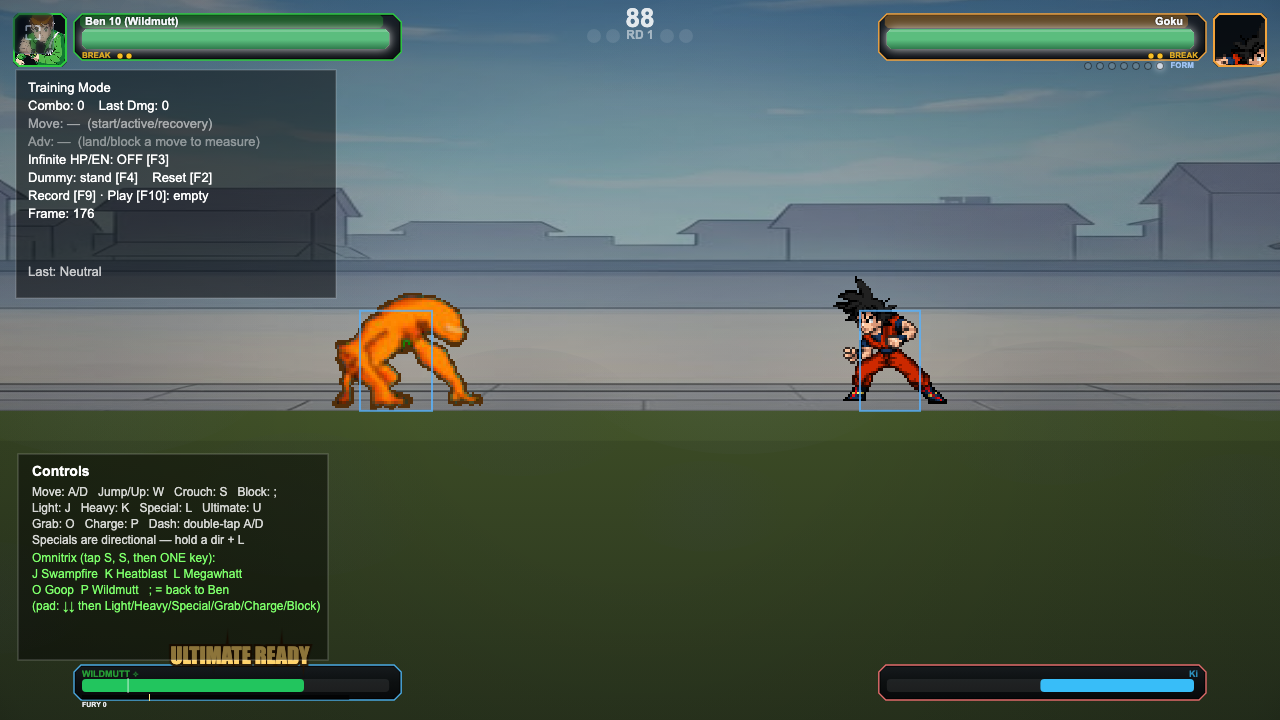 Ben 10 (Wildmutt)
BREAK
88
RD 1
Goku
BREAK
FORM
Training Mode
Combo: 0 Last Dmg: 0
Move: — (start/active/recovery)
Adv: — (land/block a move to measure)
Infinite HP/EN: OFF [F3]
Dummy: stand [F4] Reset [F2]
Record [F9] · Play [F10]: empty
Frame: 176
Last: Neutral
Controls
Move: A/D Jump/Up: W Crouch: S Block: ;
Light: J Heavy: K Special: L Ultimate: U
Grab: O Charge: P Dash: double-tap A/D
Specials are directional — hold a dir + L
Omnitrix (tap S, S, then ONE key):
J Swampfire K Heatblast L Megawhatt
O Goop P Wildmutt ; = back to Ben
(pad: ↓↓ then Light/Heavy/Special/Grab/Charge/Block)
ULTIMATE READY
WILDMUTT
FURY 0
Ki